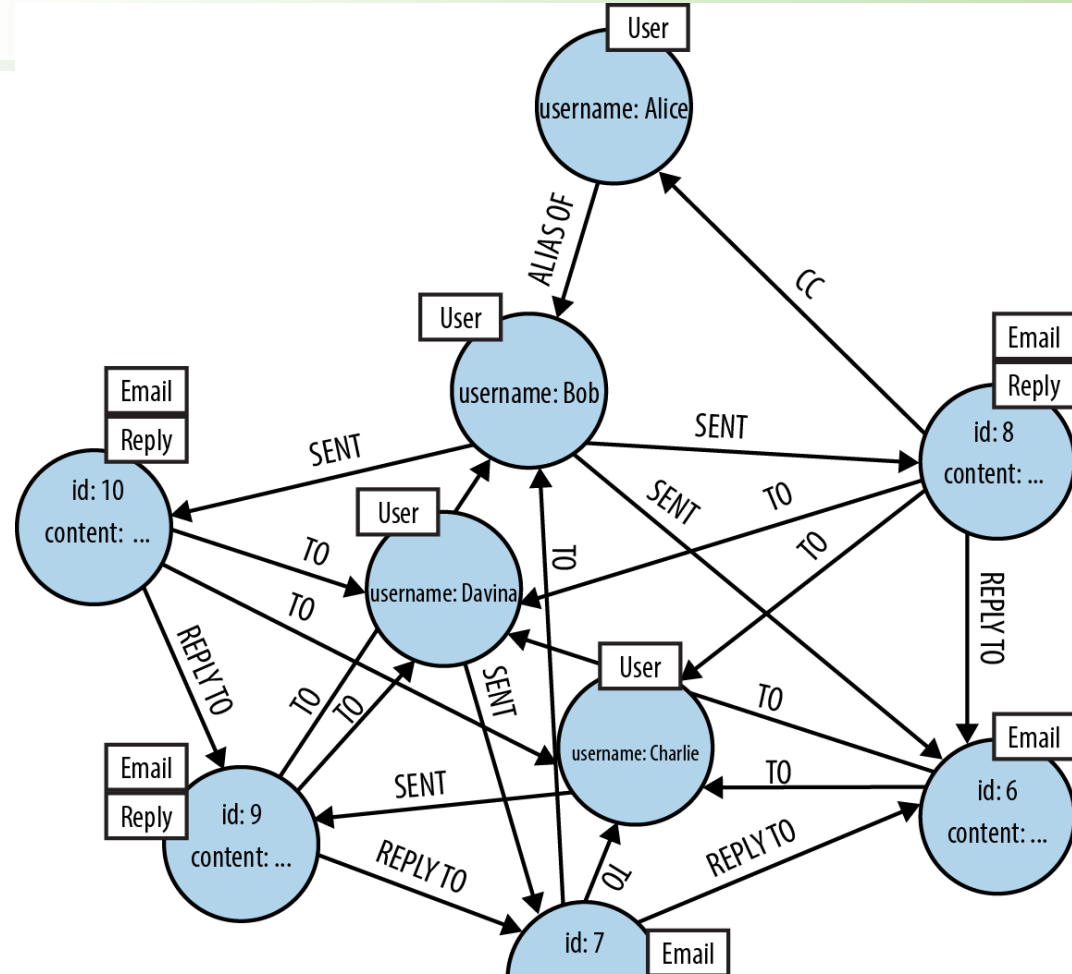 User
username: Alice
ALIAS OF
CC
User
username: Bob
Email
Reply
id: 8
content: ...
Email
Reply
id: 10
content: ...
SENT
SENT
SENT
TO
TO
User
username: Davina
TO
TO
TO
REPLY TO
REPLY TO
User
username: Charlie
SENT
TO
TO
TO
TO
Email
id: 6
content: ...
Email
Reply
id: 9
content: ...
SENT
REPLY TO
TO
REPLY TO
id: 7
Email